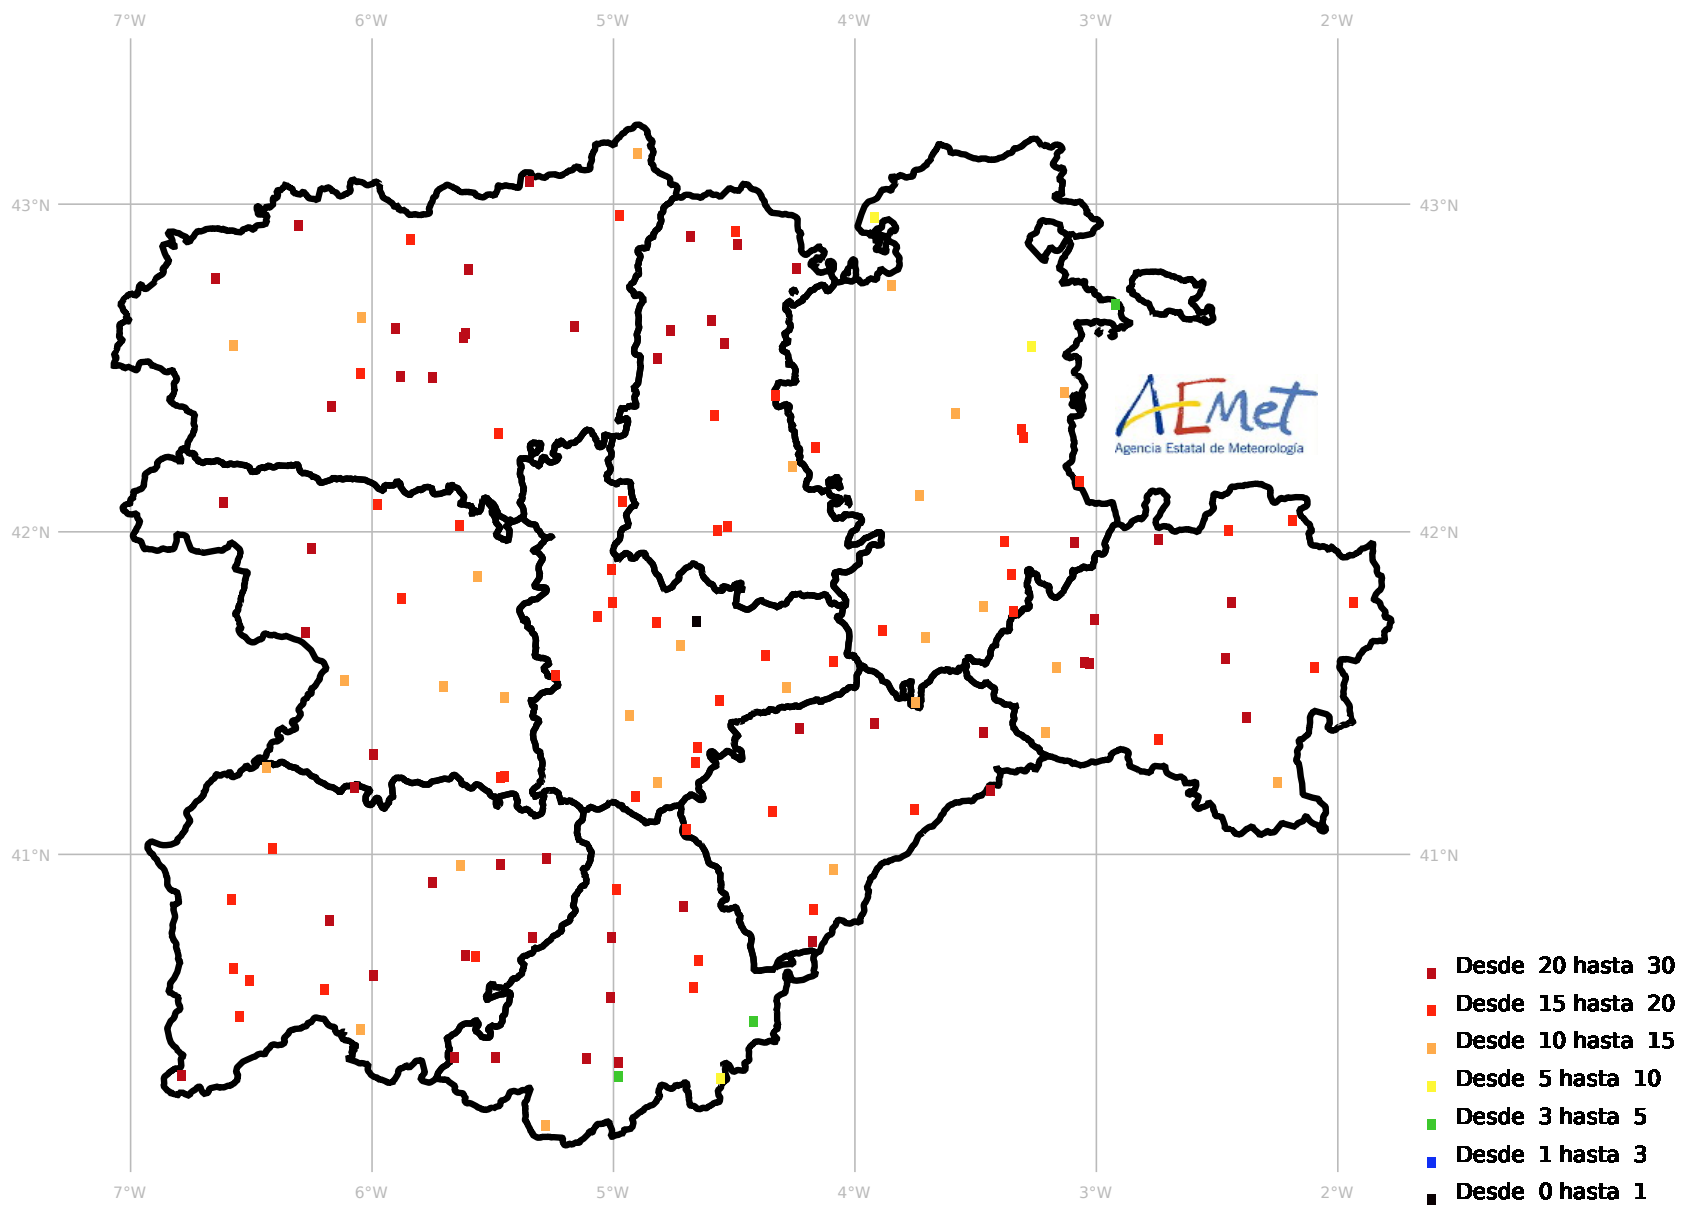 7°W 6°W 5°W 4°W 3°W 2°W
43°N 43°N
AEMet
Agencia Estatal de Meteorología
42°N 42°N
41°N 41°N
Desde 20 hasta 30
Desde 15 hasta 20
Desde 10 hasta 15
Desde 5 hasta 10
Desde 3 hasta 5
Desde 1 hasta 3
Desde 0 hasta 1
7°W 6°W 5°W 4°W 3°W 2°W